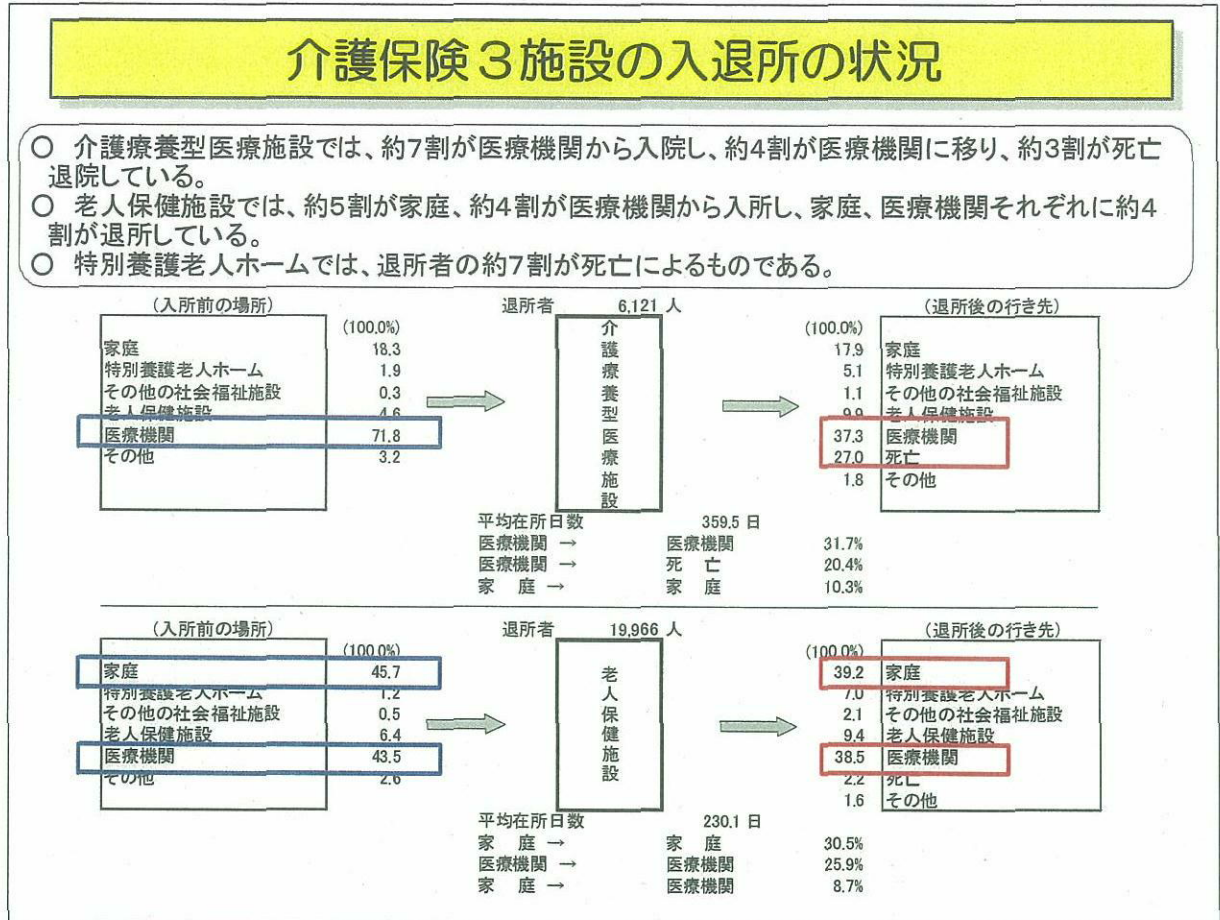 介護保険３施設の入退所の状況
○　介護療養型医療施設では、約7割が医療機関から入院し、約4割が医療機関に移り、約3割が死亡
退院している。
○　老人保健施設では、約5割が家庭、約4割が医療機関から入所し、家庭、医療機関それぞれに約4
割が退所している。
○　特別養護老人ホームでは、退所者の約7割が死亡によるものである。
（入所前の場所）
(100.0%)
家庭 18.3
特別養護老人ホーム 1.9
その他の社会福祉施設 0.3
老人保健施設 4.6
医療機関 71.8
その他 3.2
退所者 6,121 人
介護療養型医療施設
（退所後の行き先）
(100.0%)
17.9 家庭
5.1 特別養護老人ホーム
1.1 その他の社会福祉施設
9.9 老人保健施設
37.3 医療機関
27.0 死亡
1.8 その他
平均在所日数 359.5 日
医療機関 → 医療機関 31.7%
医療機関 → 死　亡 20.4%
家　庭 → 家　庭 10.3%
（入所前の場所）
(100.0%)
家庭 45.7
特別養護老人ホーム 1.2
その他の社会福祉施設 0.5
老人保健施設 6.4
医療機関 43.5
その他 2.6
退所者 19,966 人
老人保健施設
（退所後の行き先）
(100.0%)
39.2 家庭
7.0 特別養護老人ホーム
2.1 その他の社会福祉施設
9.4 老人保健施設
38.5 医療機関
2.2 死亡
1.6 その他
平均在所日数 230.1 日
家　庭 → 家　庭 30.5%
医療機関 → 医療機関 25.9%
家　庭 → 医療機関 8.7%